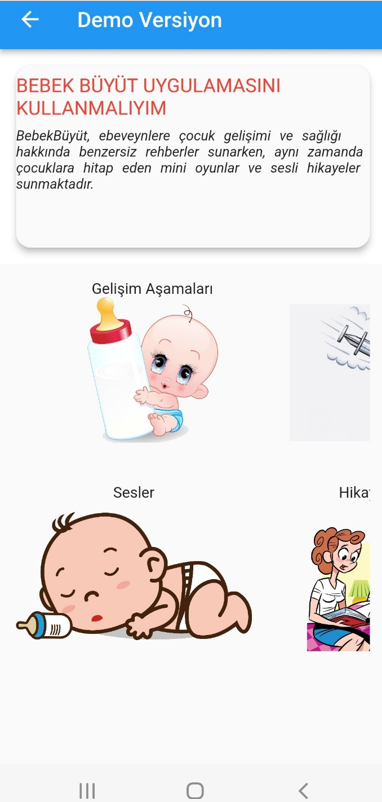 Demo Versiyon
BEBEK BÜYÜT UYGULAMASINI
KULLANMALIYIM
BebekBüyüt, ebeveynlere çocuk gelişimi ve sağlığı
hakkında benzersiz rehberler sunarken, aynı zamanda
çocuklara hitap eden mini oyunlar ve sesli hikayeler
sunmaktadır.
Gelişim Aşamaları
Sesler
Hikay